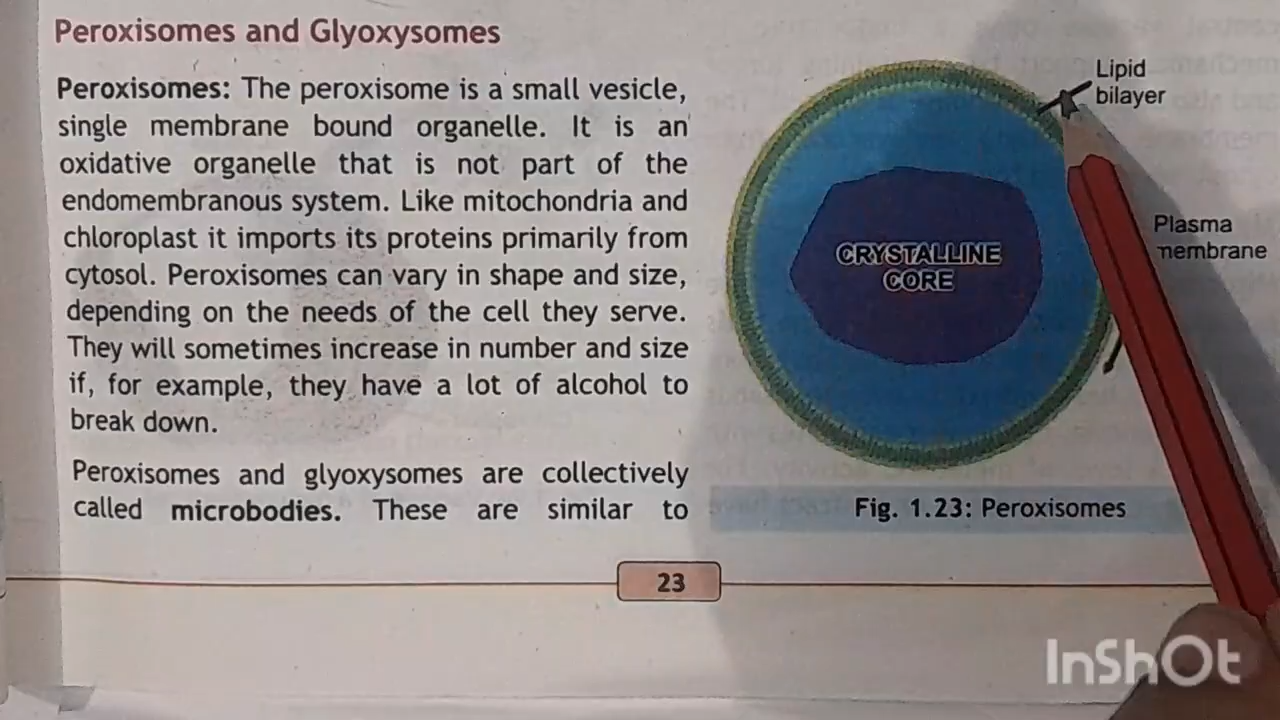 Peroxisomes and Glyoxysomes
Peroxisomes: The peroxisome is a small vesicle,
single membrane bound organelle. It is an
oxidative organelle that is not part of the
endomembranous system. Like mitochondria and
chloroplast it imports its proteins primarily from
cytosol. Peroxisomes can vary in shape and size,
depending on the needs of the cell they serve.
They will sometimes increase in number and size
if, for example, they have a lot of alcohol to
break down.
Peroxisomes and glyoxysomes are collectively
called microbodies. These are similar to
Lipid
bilayer
Plasma
membrane
CRYSTALLINE
CORE
Fig. 1.23: Peroxisomes
23
InShOt